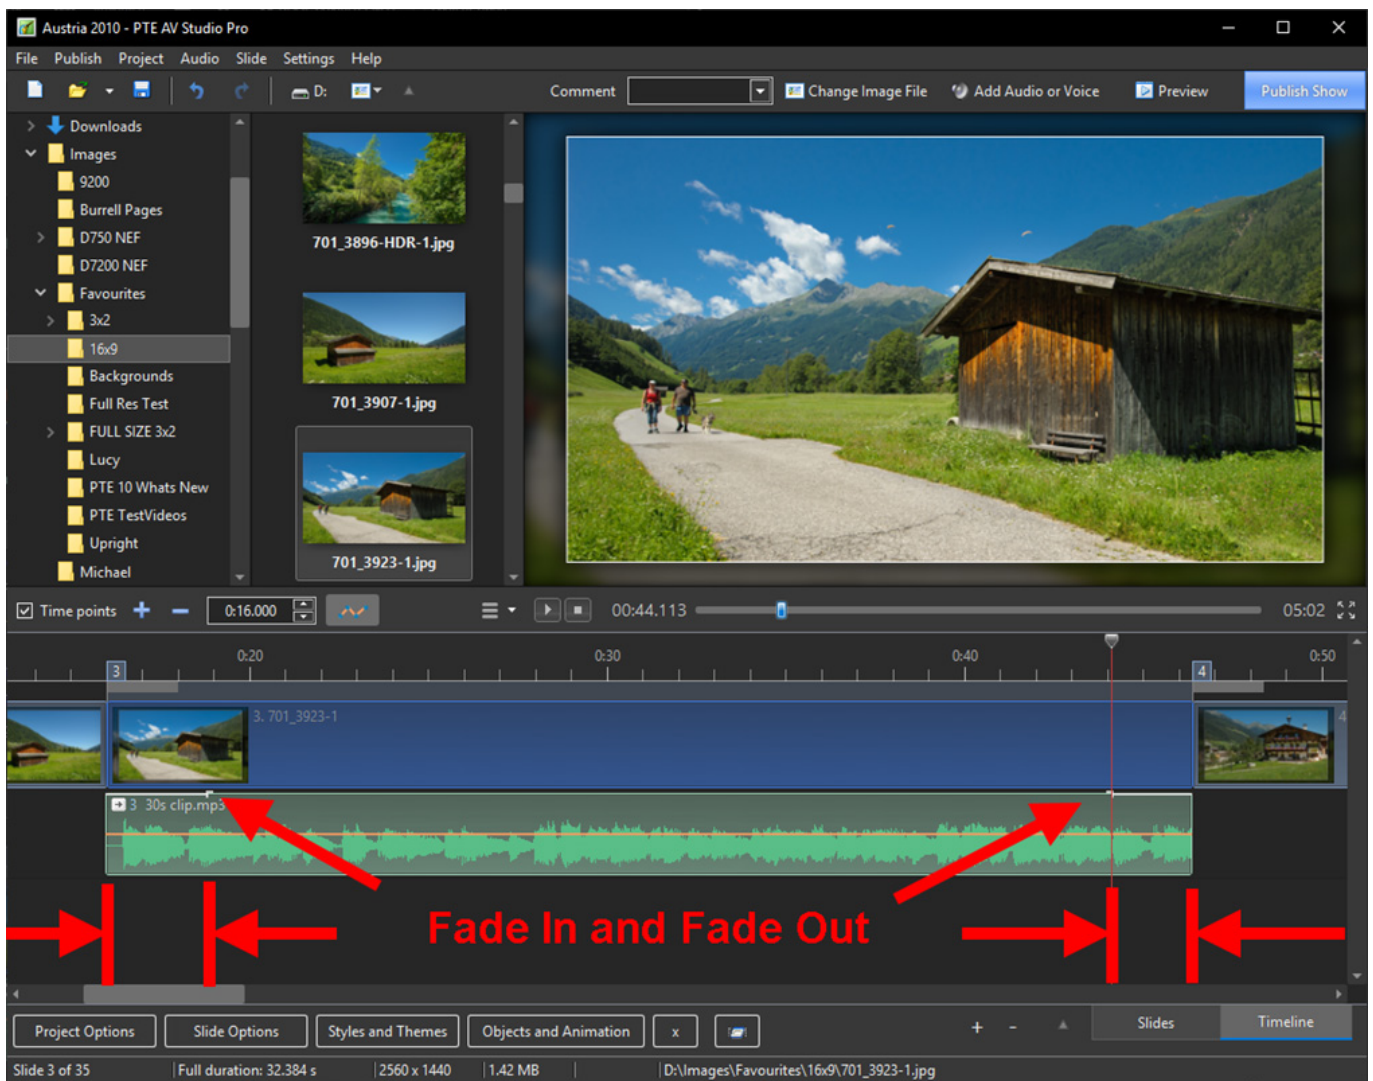 Austria 2010 - PTE AV Studio Pro
File Publish Project Audio Slide Settings Help
D:
Comment
Change Image File
Add Audio or Voice
Preview
Publish Show
Downloads
Images
9200
Burrell Pages
D750 NEF
D7200 NEF
Favourites
3x2
16x9
Backgrounds
Full Res Test
FULL SIZE 3x2
Lucy
PTE 10 Whats New
PTE TestVideos
Upright
Michael
701_3896-HDR-1.jpg
701_3907-1.jpg
701_3923-1.jpg
Time points
0:16.000
00:44.113
05:02
0:20 0:30 0:40 0:50
3 4
3. 701_3923-1
4
3 30s clip.mp3
Fade In and Fade Out
Project Options
Slide Options
Styles and Themes
Objects and Animation
x
+ -
Slides
Timeline
Slide 3 of 35
Full duration: 32.384 s
2560 x 1440
1.42 MB
D:\Images\Favourites\16x9\701_3923-1.jpg